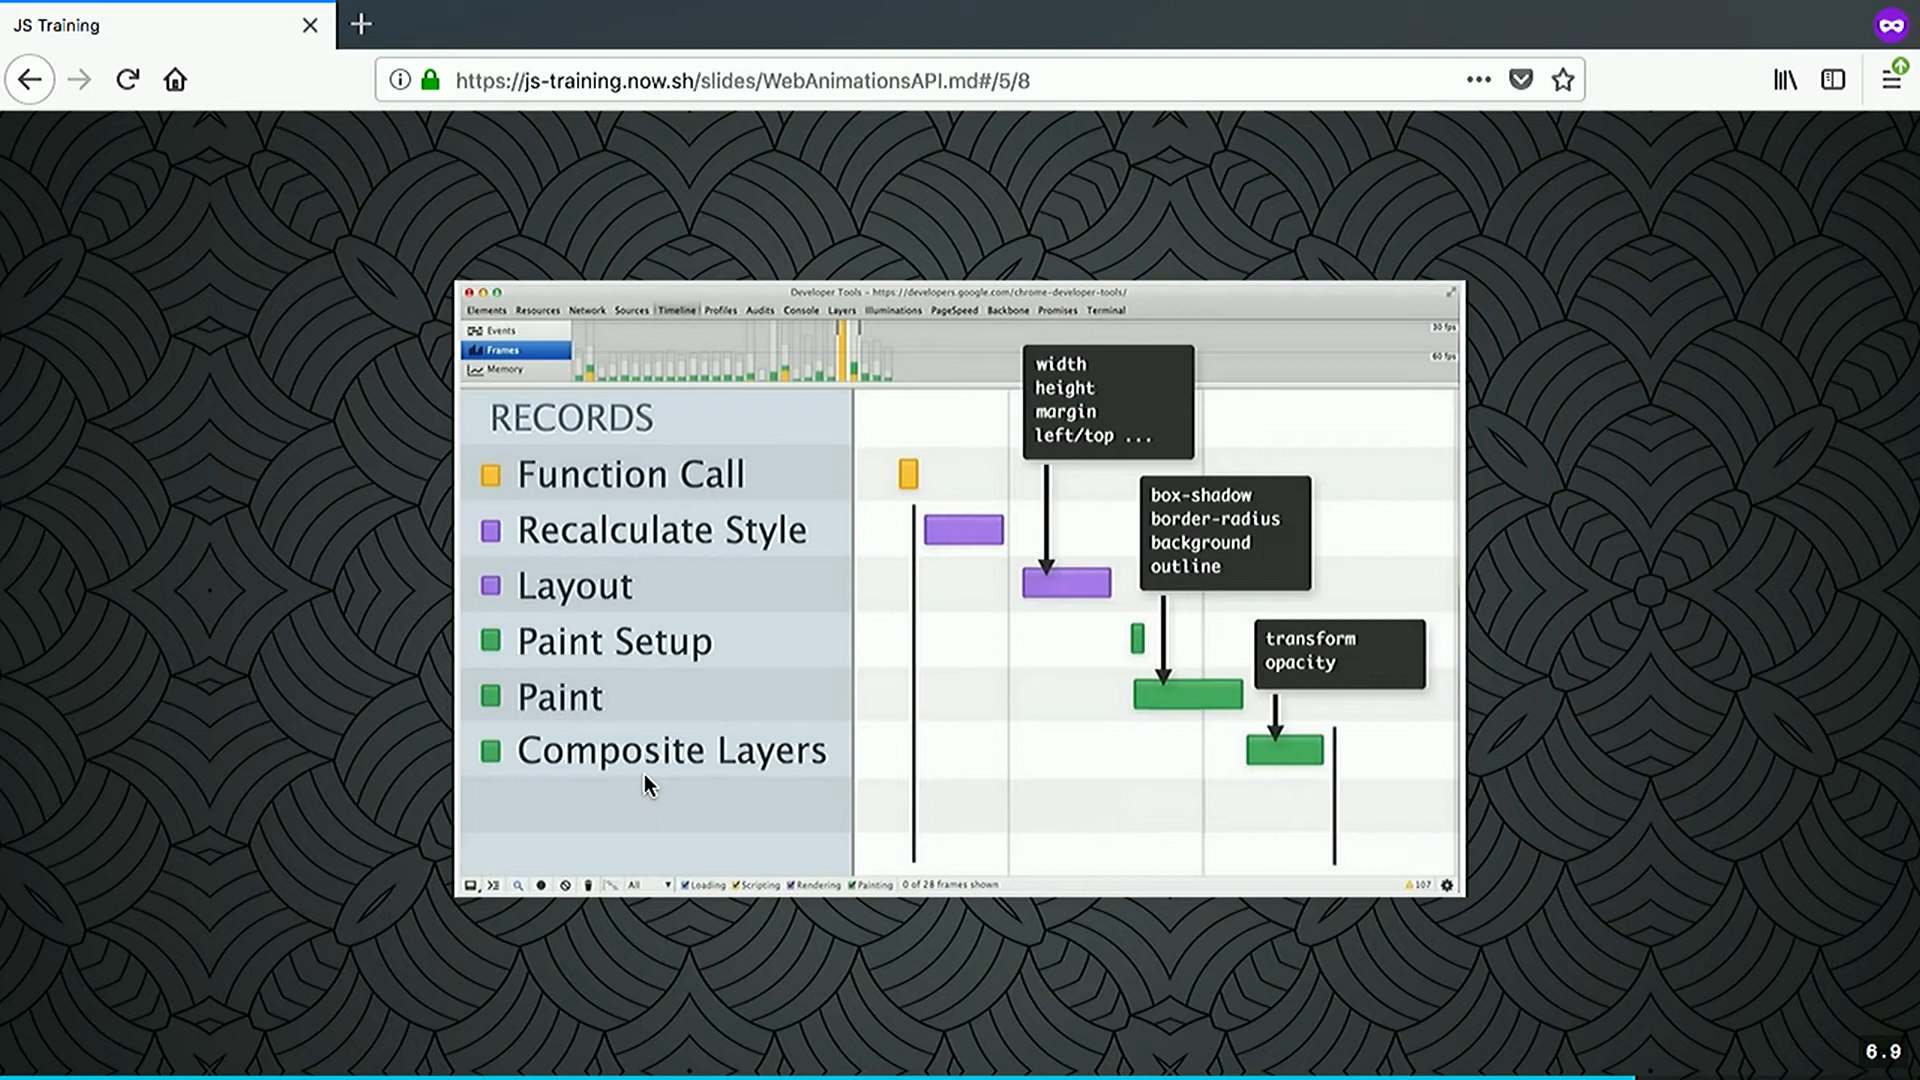 JS Training
https://js-training.now.sh/slides/WebAnimationsAPI.md#/5/8
Developer Tools - https://developers.google.com/chrome-developer-tools/
Elements Resources Network Sources Timeline Profiles Audits Console Layers Illuminations PageSpeed Backbone Promises Terminal
Events
Frames
Memory
30 fps
60 fps
width
height
margin
left/top ...
RECORDS
Function Call
Recalculate Style
Layout
Paint Setup
Paint
Composite Layers
box-shadow
border-radius
background
outline
transform
opacity
All Loading Scripting Rendering Painting 0 of 28 frames shown 107
6.9